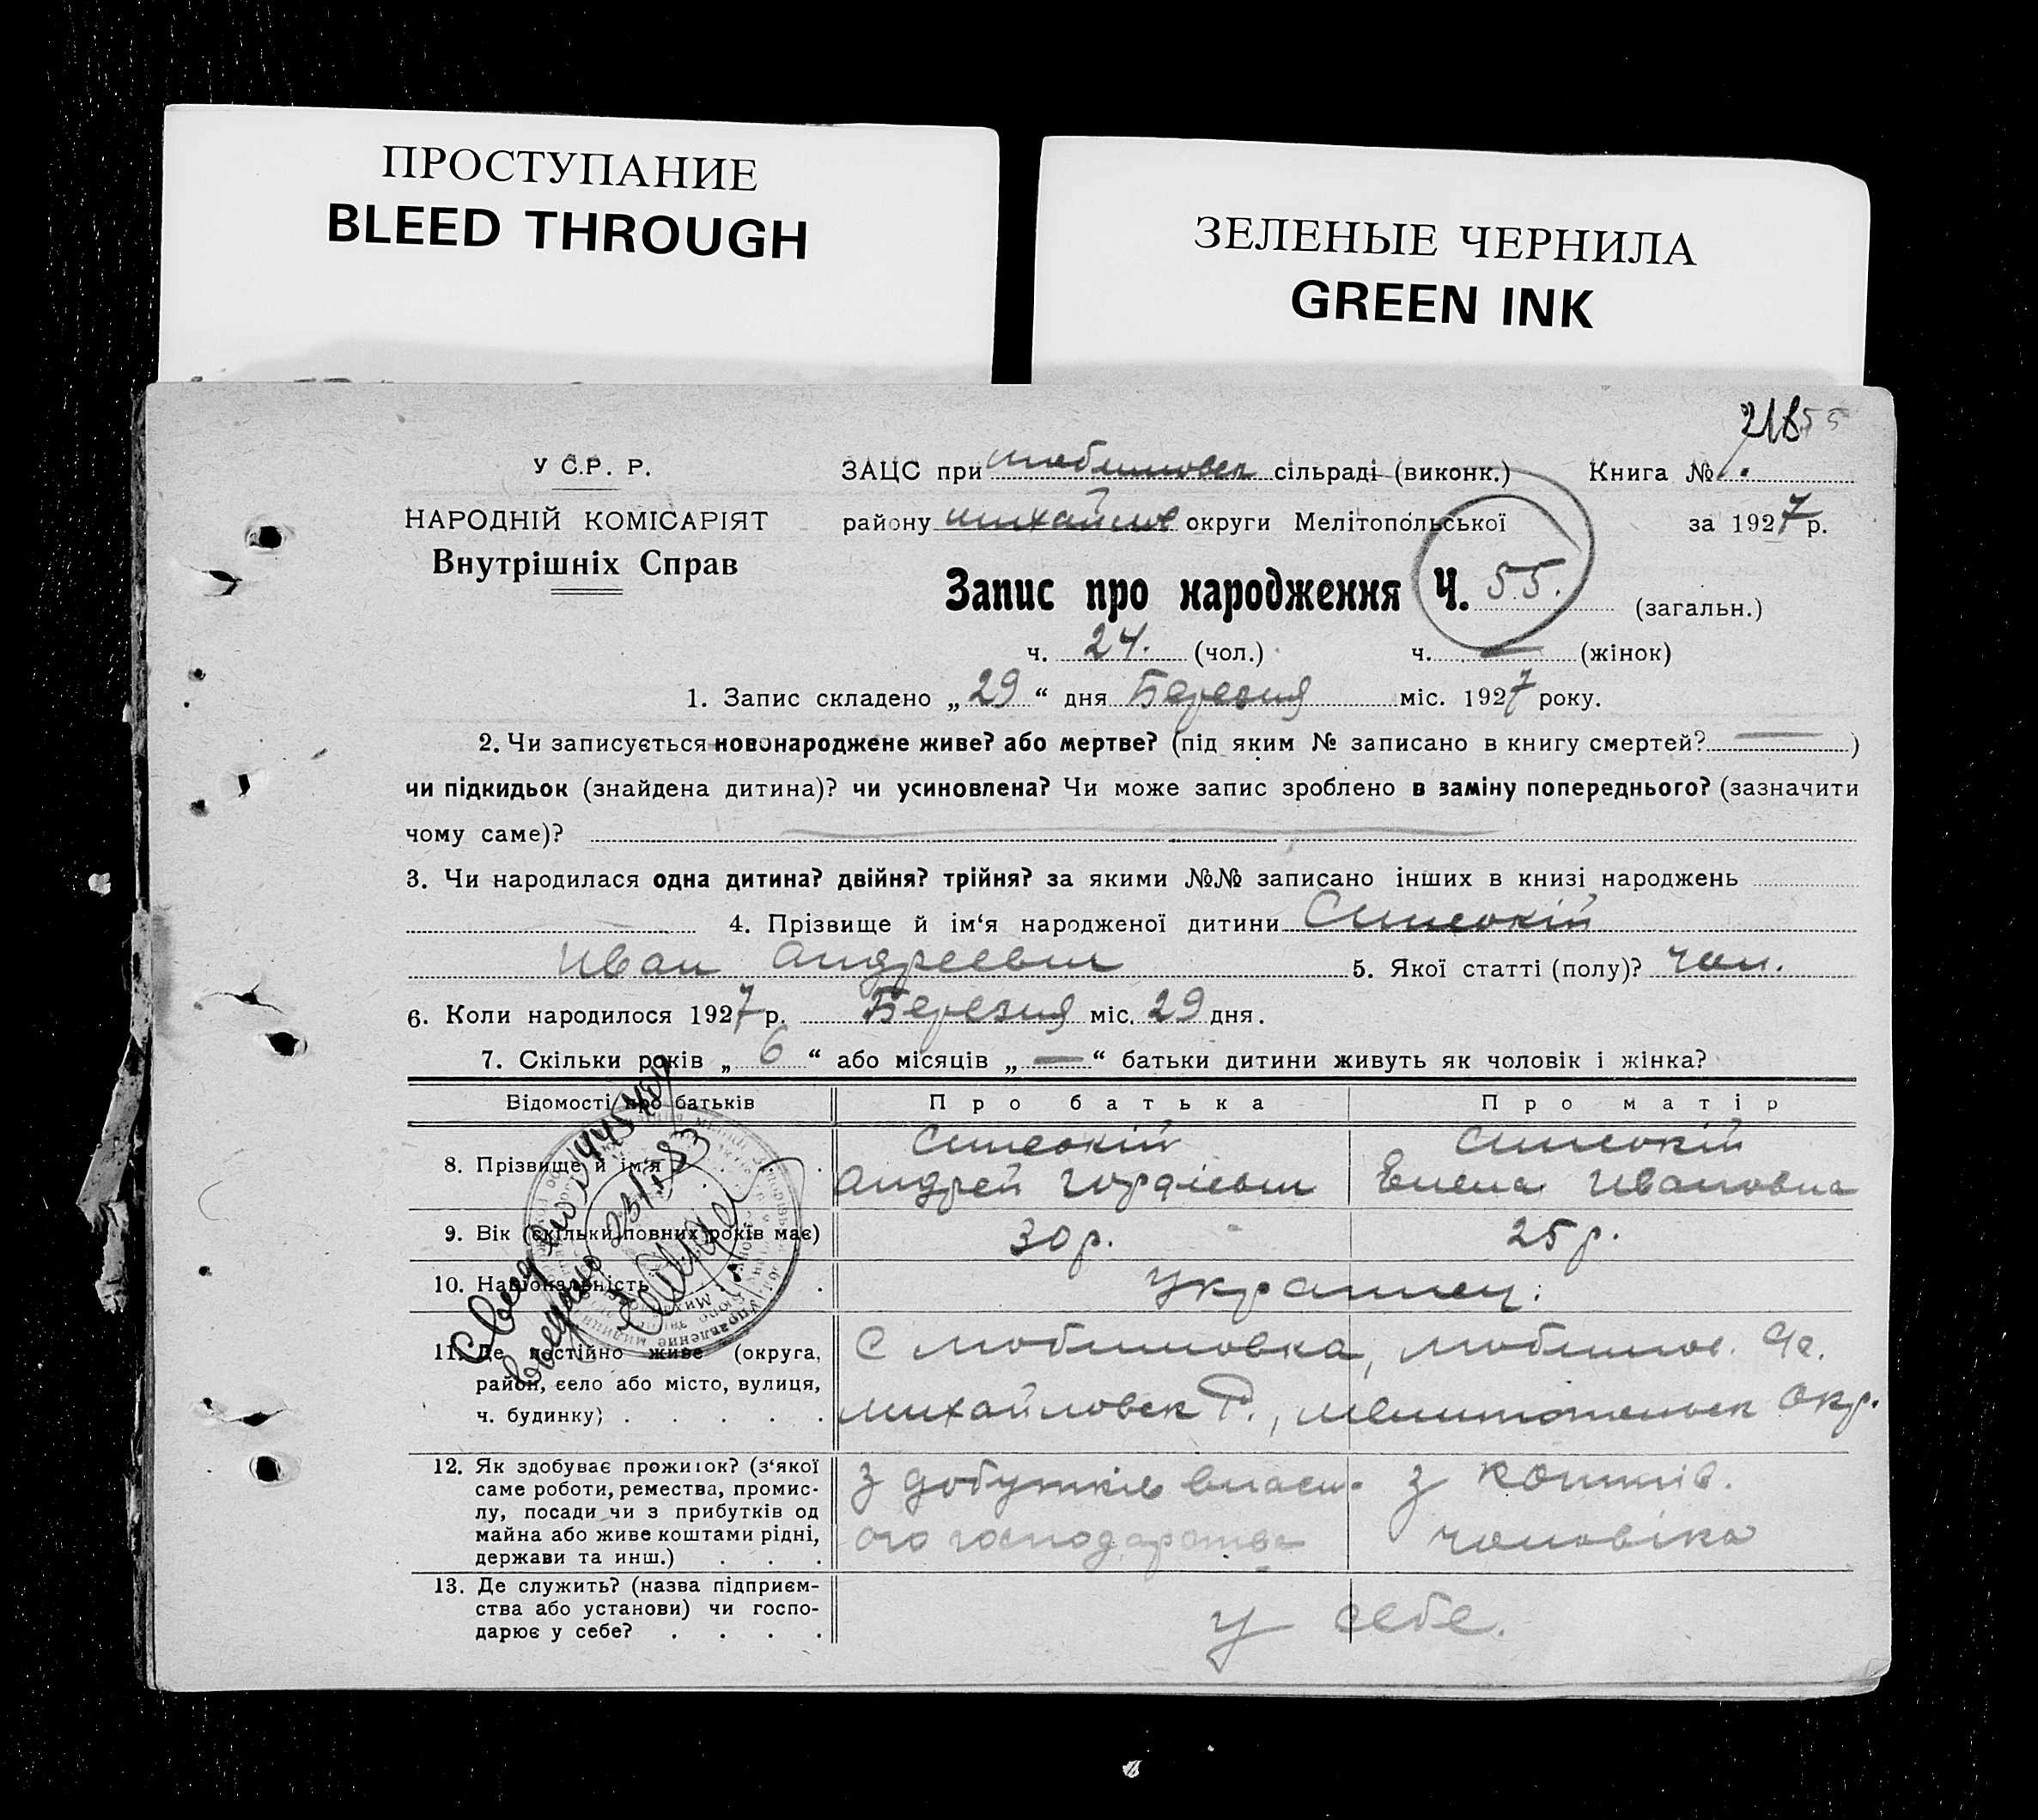 ПРОСТУПАНИЕ
BLEED THROUGH
ЗЕЛЕНЫЕ ЧЕРНИЛА
GREEN INK
У С.Р. Р.
НАРОДНІЙ КОМІСАРІЯТ
Внутрішніх Справ
ЗАЦС при сільраді (виконк.) Книга №
району округи Мелітопольської за 1927 р.
Запис про народження Ч. 55. (загальн.)
ч. 24. (чол.) ч. — (жінок)
1. Запис складено „29“ дня Березня міс. 1927 року.
2. Чи записується новонароджене живе? або мертве? (під яким № записано в книгу смертей? — )
чи підкидьок (знайдена дитина)? чи усиновлена? Чи може запис зроблено в заміну попереднього? (зазначити
чому саме)?
3. Чи народилася одна дитина? двійня? трійня? за якими №№ записано інших в книзі народжень
4. Прізвище й ім‘я народженої дитини
Иван Андреевич 5. Якої статті (полу)? чол.
6. Коли народилося 1927 р. Березня міс. 29 дня.
7. Скільки років „6“ або місяців „—“ батьки дитини живуть як чоловік і жінка?
Відомості про батьків Про батька Про матір
8. Прізвище й ім‘я
Андрей Гордієвич Елена Ивановна
9. Вік (скільки повних років має) 30 р. 25 р.
10. Національність Украинец.
11. Де постійно живе (округа, С Любимовка, Любимов.
район, село або місто, вулиця,
ч. будинку) Михайловск Р., Мелитопольск Окр.
12. Як здобуває прожиток? (з‘якої
саме роботи, ремества, промис- З добутків власн- З коштів.
лу, посади чи з прибутків од
майна або живе коштами рідні, ого господарства чоловіка
держави та инш.)
13. Де служить? (назва підприєм-
ства або установи) чи госпо- у себе.
дарює у себе?